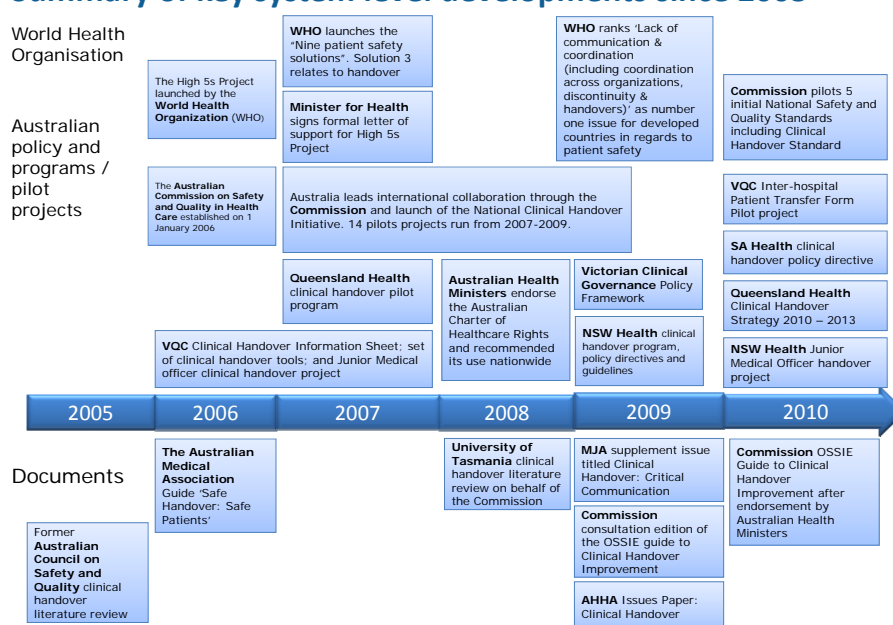 Summary of key system level developments since 2005
World Health
Organisation
Australian
policy and
programs /
pilot
projects
The High 5s Project
launched by the
World Health
Organization (WHO)
WHO launches the
"Nine patient safety
solutions". Solution 3
relates to handover
Minister for Health
signs formal letter of
support for High 5s
Project
WHO ranks 'Lack of
communication &
coordination
(including coordination
across organizations,
discontinuity &
handovers)' as number
one issue for developed
countries in regards to
patient safety
Commission pilots 5
initial National Safety and
Quality Standards
including Clinical
Handover Standard
The Australian
Commission on Safety
and Quality in Health
Care established on 1
January 2006
Australia leads international collaboration through the
Commission and launch of the National Clinical Handover
Initiative. 14 pilots projects run from 2007-2009.
VQC Inter-hospital
Patient Transfer Form
Pilot project
SA Health clinical
handover policy directive
Queensland Health
clinical handover pilot
program
Australian Health
Ministers endorse
the Australian
Charter of
Healthcare Rights
and recommended
its use nationwide
Victorian Clinical
Governance Policy
Framework
Queensland Health
Clinical Handover
Strategy 2010 – 2013
VQC Clinical Handover Information Sheet; set
of clinical handover tools; and Junior Medical
officer clinical handover project
NSW Health clinical
handover program,
policy directives and
guidelines
NSW Health Junior
Medical Officer handover
project
2005 2006 2007 2008 2009 2010
Documents
Former
Australian
Council on
Safety and
Quality clinical
handover
literature review
The Australian
Medical
Association
Guide 'Safe
Handover: Safe
Patients'
University of
Tasmania clinical
handover literature
review on behalf of
the Commission
MJA supplement issue
titled Clinical
Handover: Critical
Communication
Commission
consultation edition of
the OSSIE guide to
Clinical Handover
Improvement
AHHA Issues Paper:
Clinical Handover
Commission OSSIE
Guide to Clinical
Handover
Improvement after
endorsement by
Australian Health
Ministers